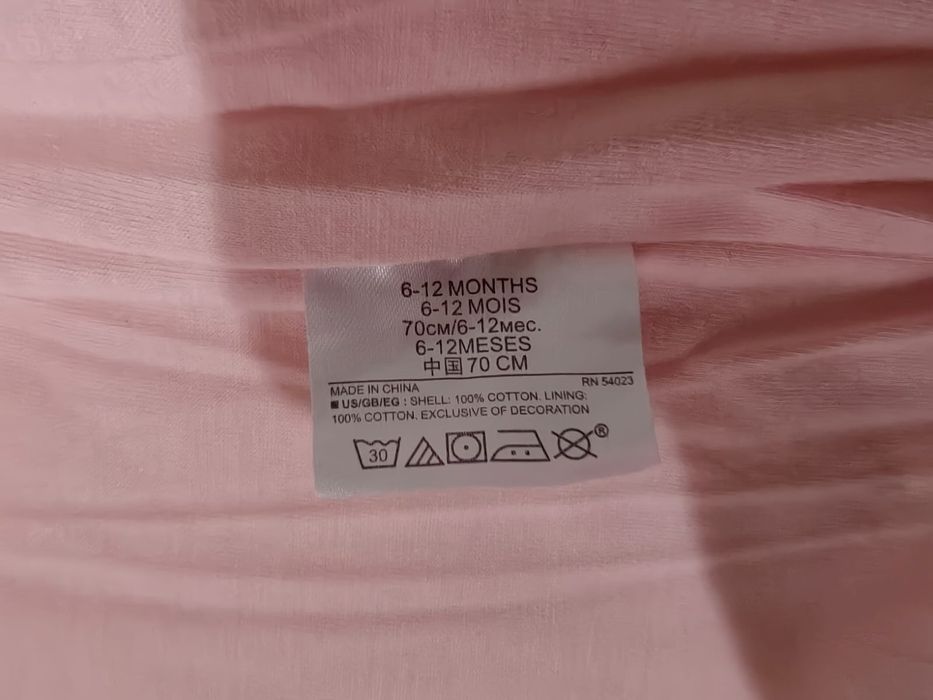 6-12 MONTHS
6-12 MOIS
70см/6-12мес.
6-12MESES
中国 70 CM
MADE IN CHINA RN 54023
■ US/GB/EG : SHELL: 100% COTTON. LINING:
100% COTTON. EXCLUSIVE OF DECORATION
30 ®